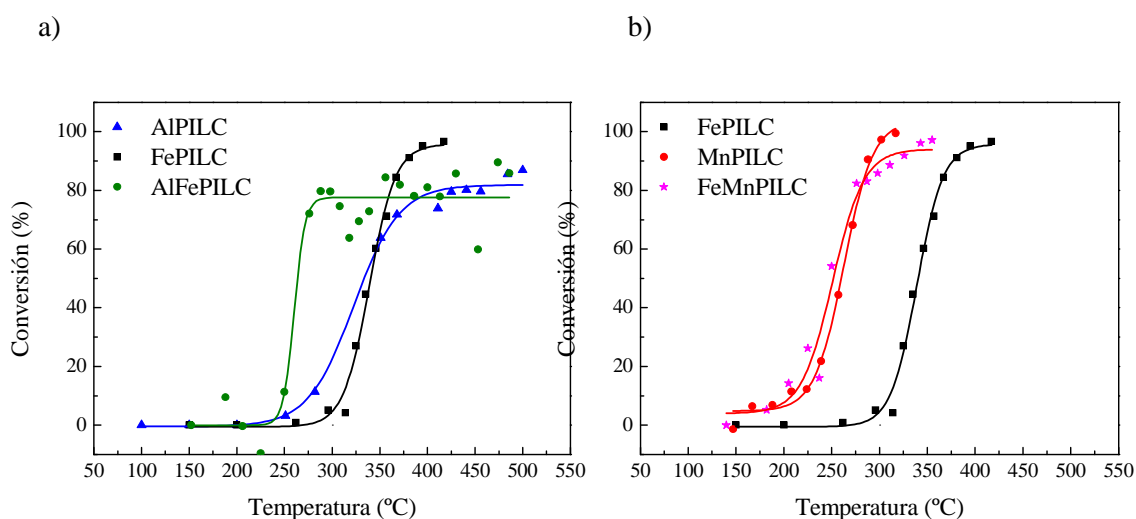 a)
b)
AlPILC
FePILC
AlFePILC
FePILC
MnPILC
FeMnPILC
100
80
60
40
20
0
100
80
60
40
20
0
50 100 150 200 250 300 350 400 450 500 550
50 100 150 200 250 300 350 400 450 500 550
Conversión (%)
Conversión (%)
Temperatura (ºC)
Temperatura (ºC)